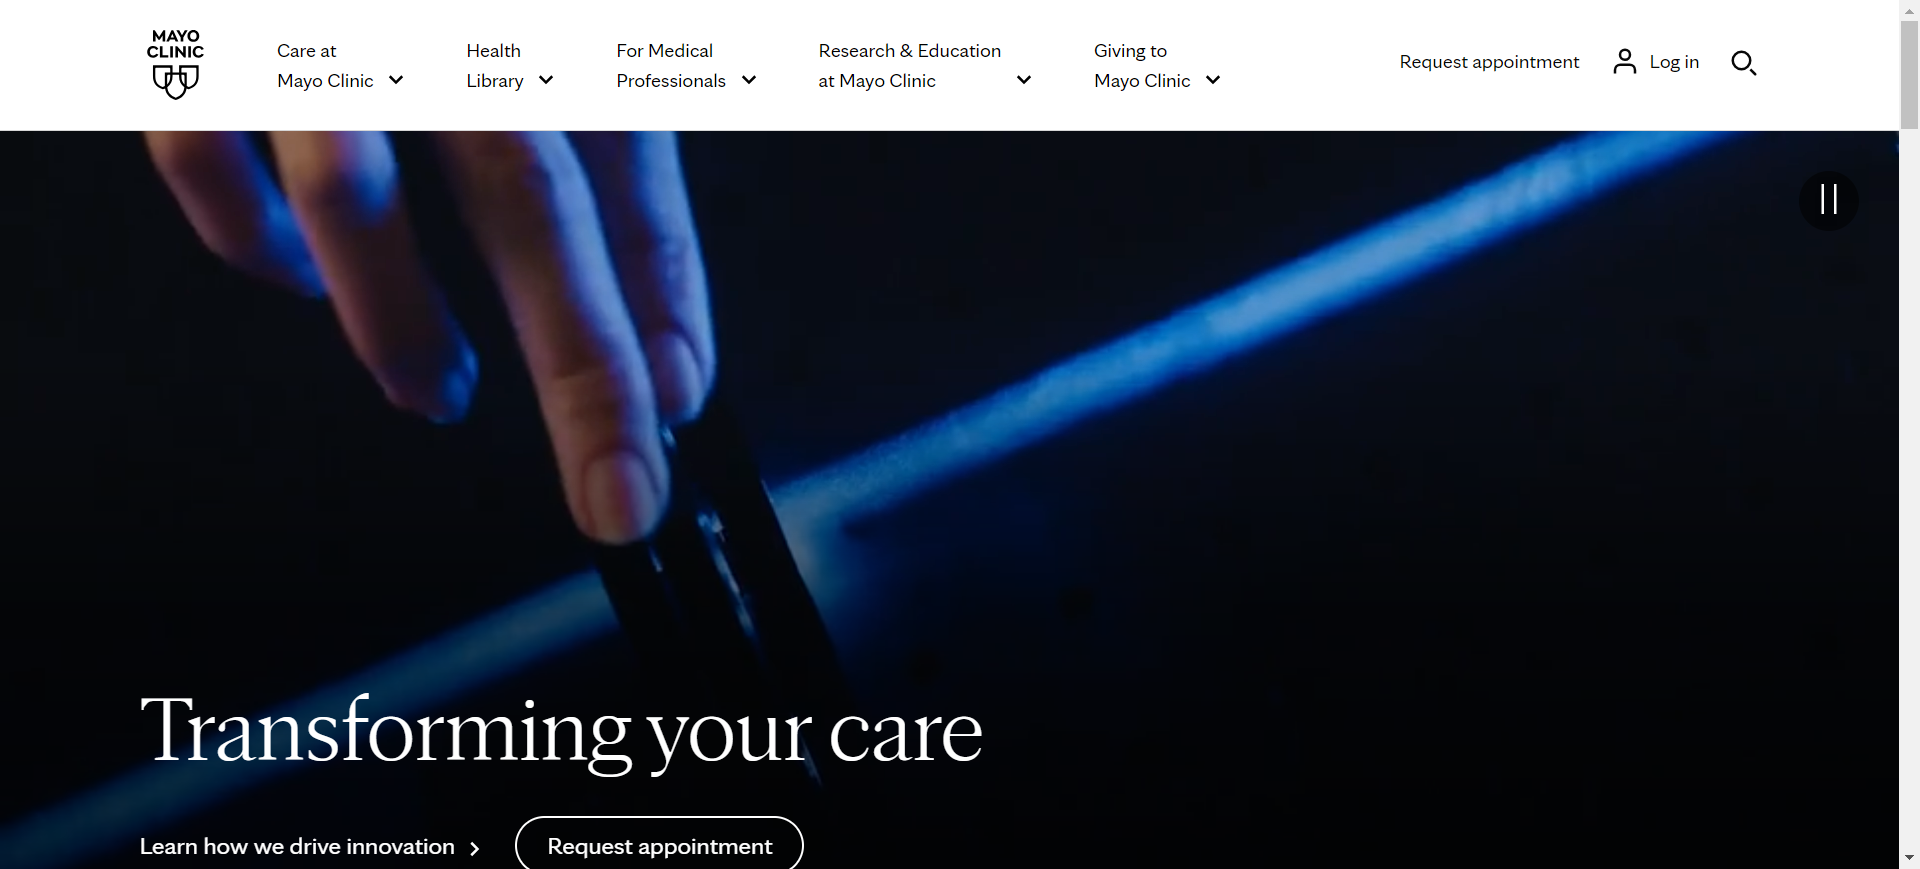 MAYO
CLINIC
Care at
Mayo Clinic
Health
Library
For Medical
Professionals
Research & Education
at Mayo Clinic
Giving to
Mayo Clinic
Request appointment
Log in
Transforming your care
Learn how we drive innovation
Request appointment